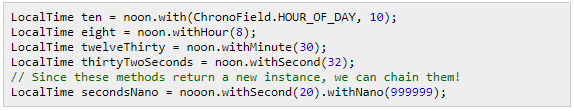 LocalTime ten = noon.with(ChronoField.HOUR_OF_DAY, 10);
LocalTime eight = noon.withHour(8);
LocalTime twelveThirty = noon.withMinute(30);
LocalTime thirtyTwoSeconds = noon.withSecond(32);
// Since these methods return a new instance, we can chain them!
LocalTime secondsNano = nooon.withSecond(20).withNano(999999);